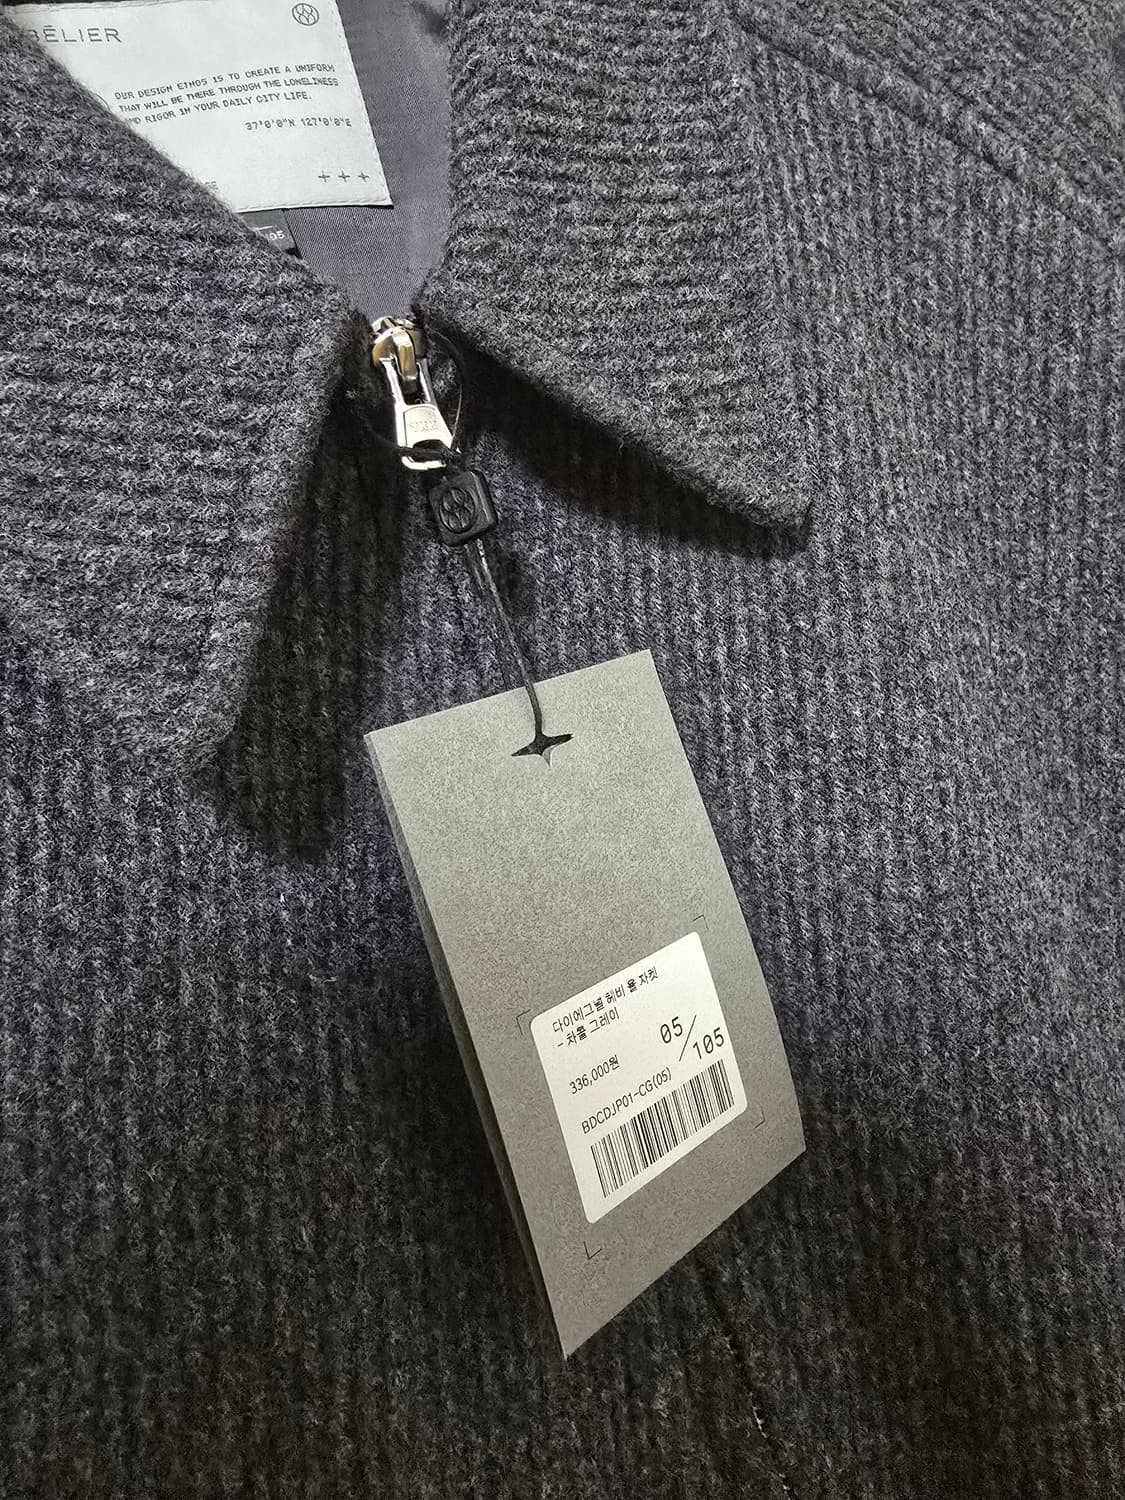 BÉLIER
OUR DESIGN ETHOS IS TO CREATE A UNIFORM
THAT WILL BE THERE THROUGH THE LONELINESS
AND RIGOR IN YOUR DAILY CITY LIFE.
37°0'0"N 127°0'0"E
+++
YKK
다이애그널 헤비 울 자켓
- 차콜 그레이
05/105
336,000원
BDCDJP01-CG(05)